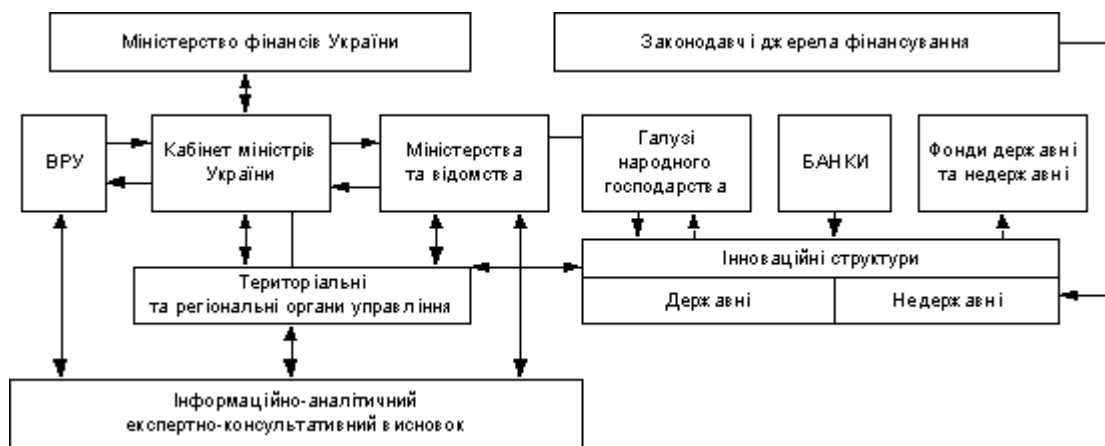 Міністерство фінансів України
Законодавчі джерела фінансування
ВРУ
Кабінет міністрів
України
Міністерства
та відомства
Галузі
народного
господарства
БАНКИ
Фонди державні
та недержавні
Інноваційні структури
Державні
Недержавні
Територіальні
та регіональні органи управління
Інформаційно-аналітичний
експертно-консультативний висновок